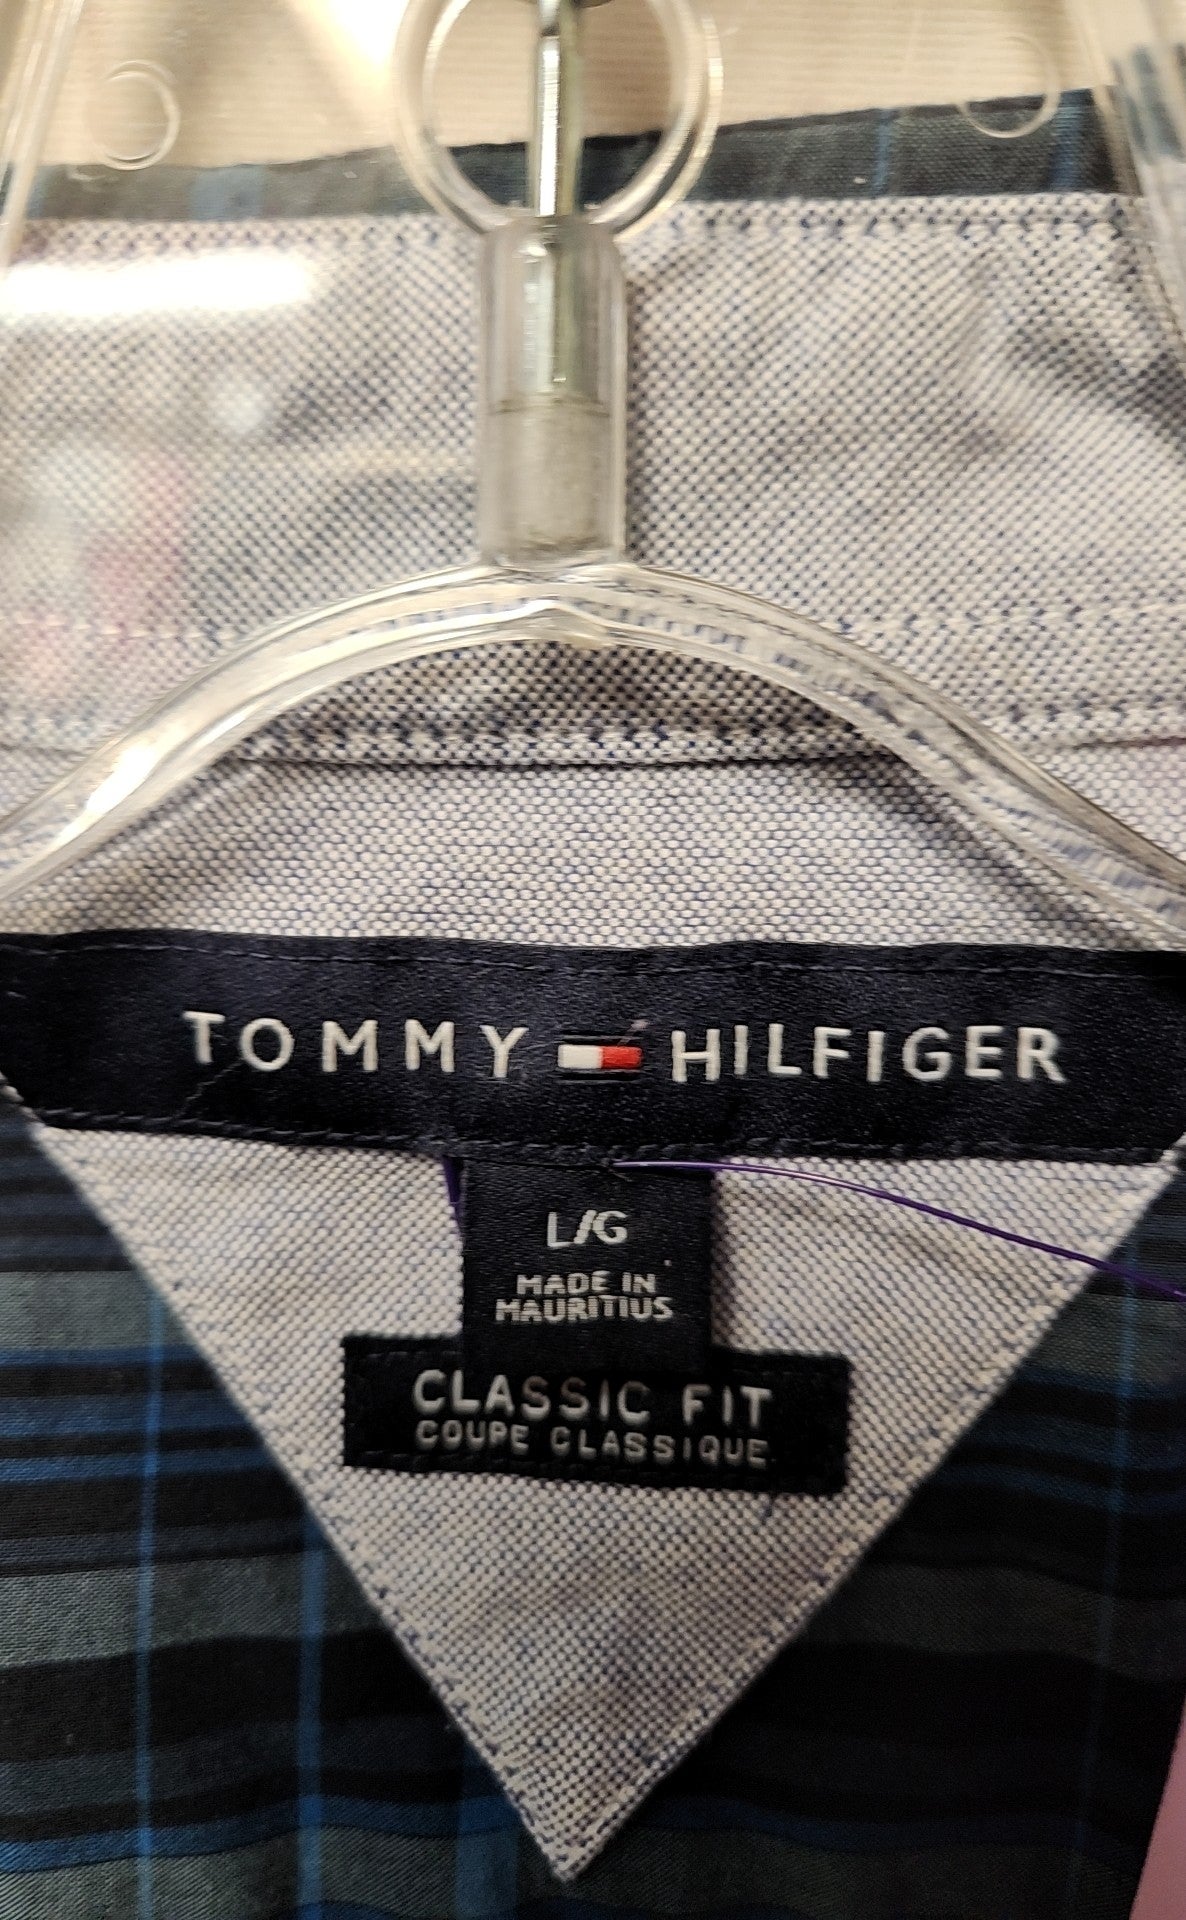 TOMMY HILFIGER
L/G
MADE IN
MAURITIUS
CLASSIC FIT
COUPE CLASSIQUE